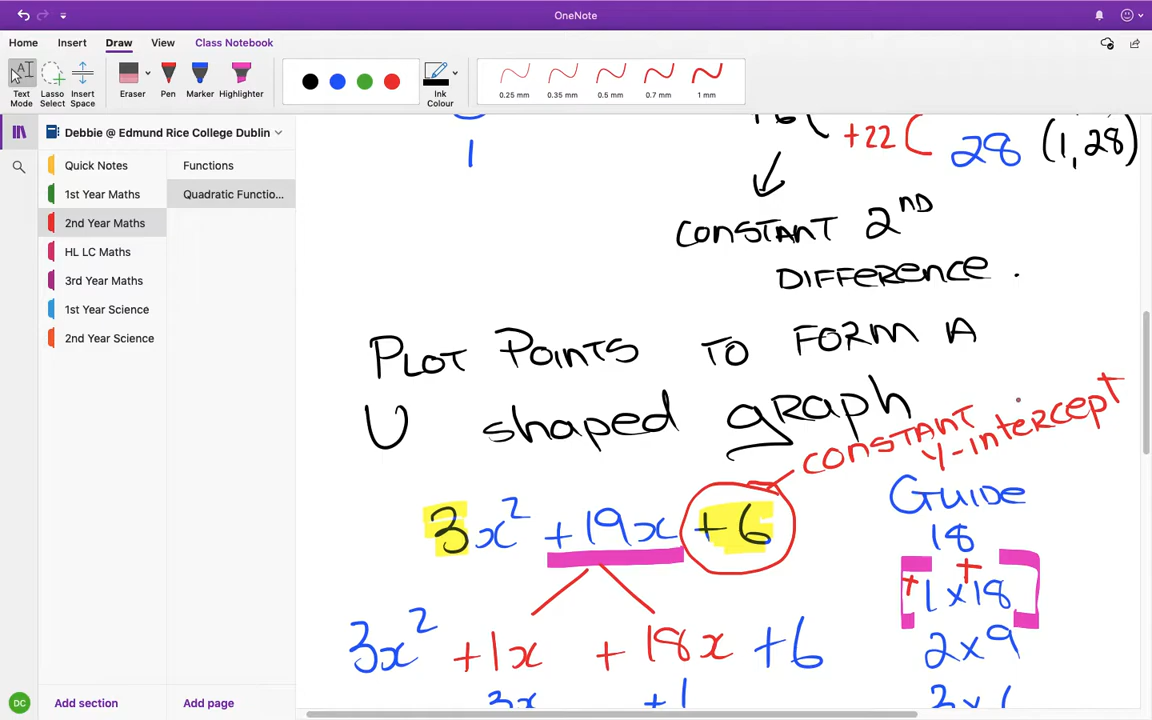 OneNote
Home Insert Draw View Class Notebook
Text Mode
Lasso Select
Insert Space
Eraser
Pen
Marker
Highlighter
Ink Colour
0.25 mm 0.35 mm 0.5 mm 0.7 mm 1 mm
Debbie @ Edmund Rice College Dublin
Quick Notes
1st Year Maths
2nd Year Maths
HL LC Maths
3rd Year Maths
1st Year Science
2nd Year Science
Functions
Quadratic Functio...
DC
Add section
Add page
1
+22 ( 28 (1,28)
CONSTANT 2ND
DIFFERENCE.
PLOT POINTS TO FORM A
U shaped graph
CONSTANT
Y-intercept
3x² +19x +6
3x² +1x +18x +6
GUIDE
18
+1x+18
2x9